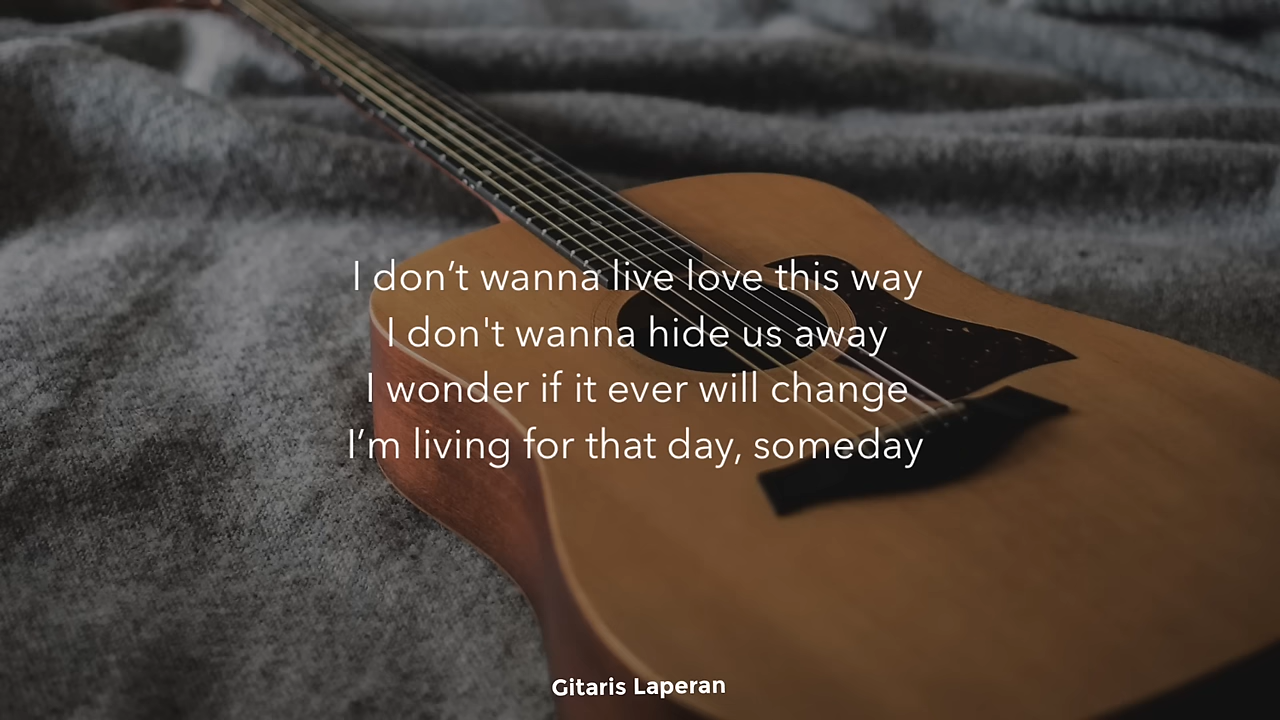 I don’t wanna live love this way
I don't wanna hide us away
I wonder if it ever will change
I’m living for that day, someday
Gitaris Laperan